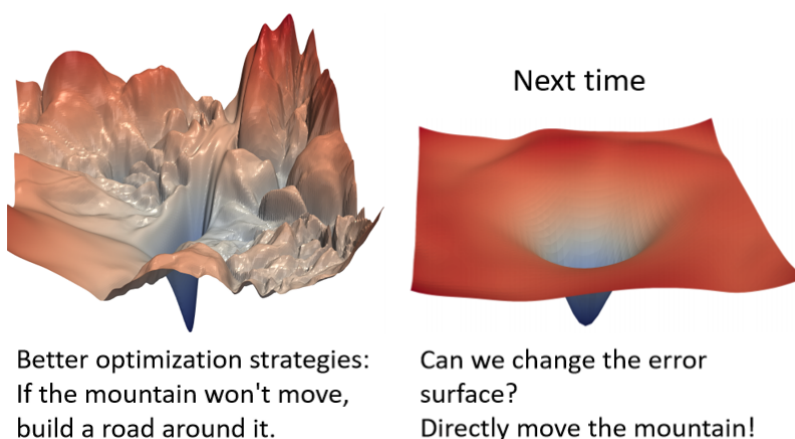 Next time
Better optimization strategies:
If the mountain won't move,
build a road around it.
Can we change the error
surface?
Directly move the mountain!